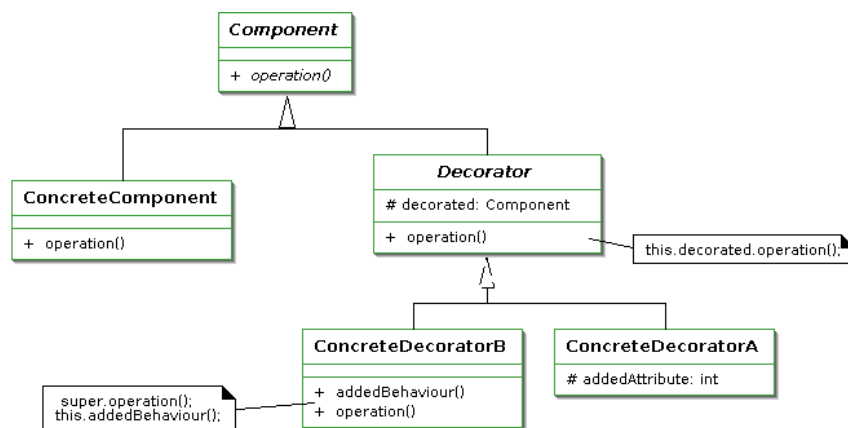 Component
+ operation()
ConcreteComponent
+ operation()
Decorator
# decorated: Component
+ operation()
this.decorated.operation();
ConcreteDecoratorB
+ addedBehaviour()
+ operation()
super.operation();
this.addedBehaviour();
ConcreteDecoratorA
# addedAttribute: int